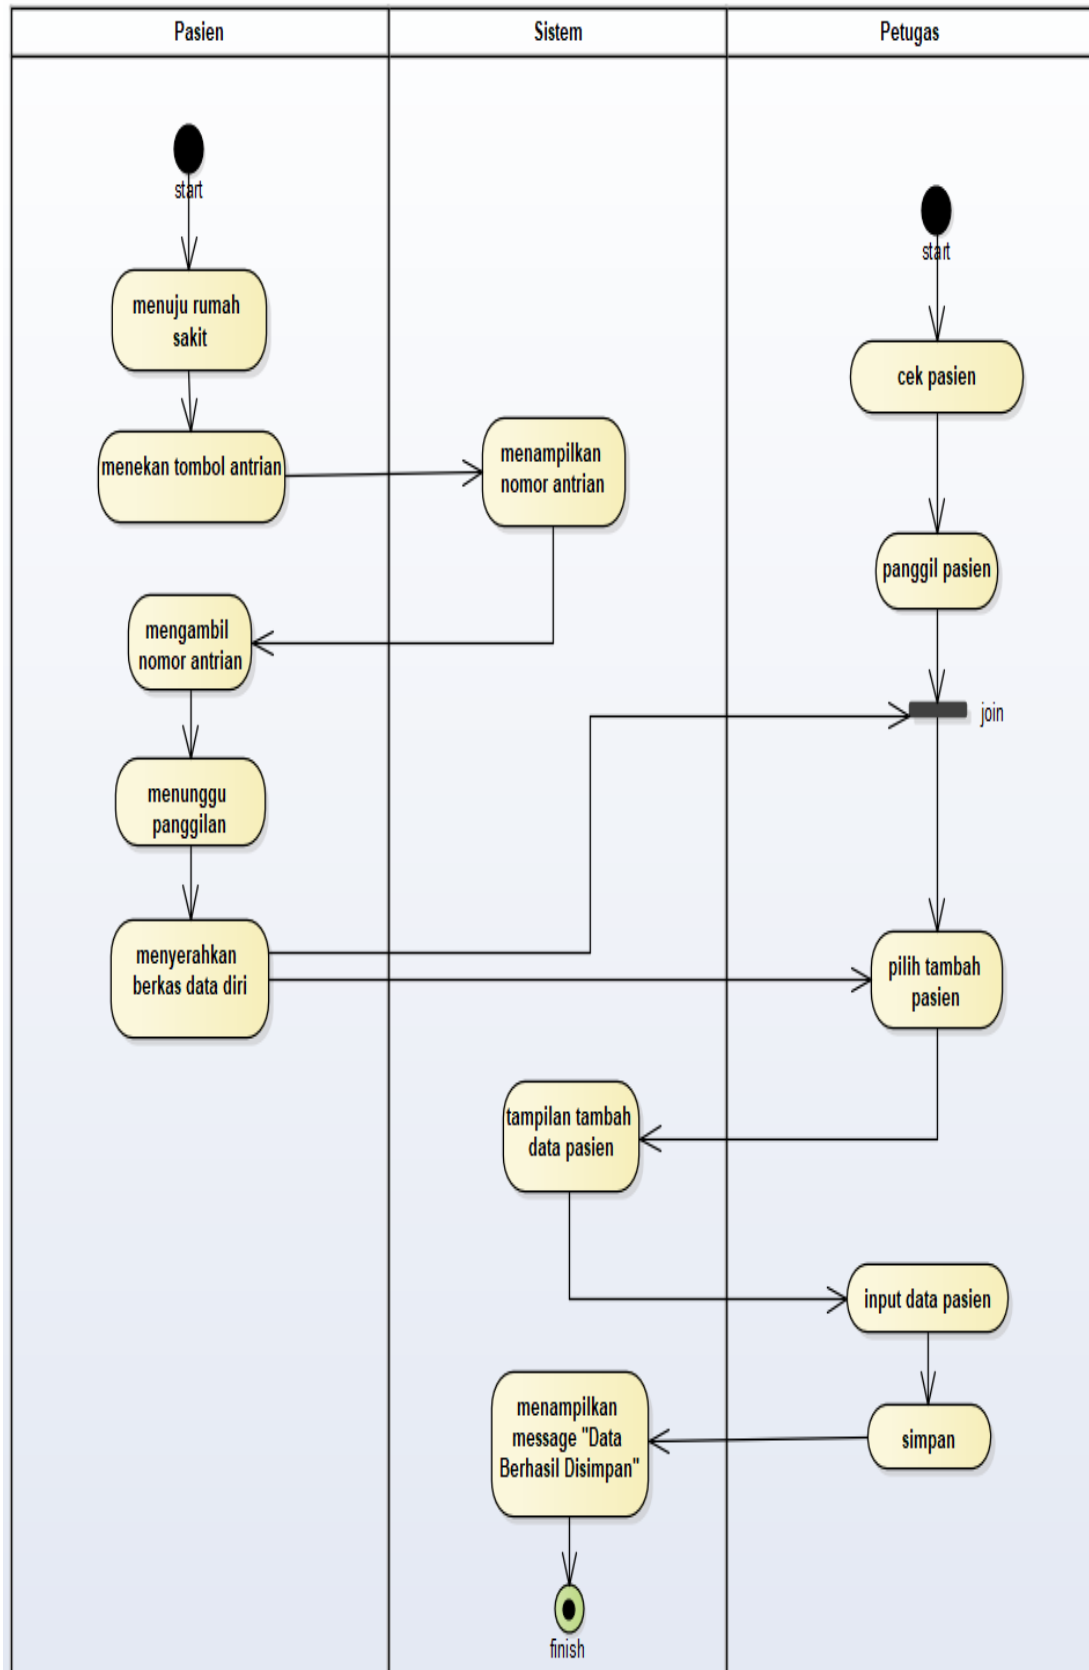 Pasien
Sistem
Petugas
start
start
menuju rumah
sakit
cek pasien
menekan tombol antrian
menampilkan
nomor antrian
panggil pasien
mengambil
nomor antrian
join
menunggu
panggilan
menyerahkan
berkas data diri
pilih tambah
pasien
tampilan tambah
data pasien
input data pasien
menampilkan
message "Data
Berhasil Disimpan"
simpan
finish